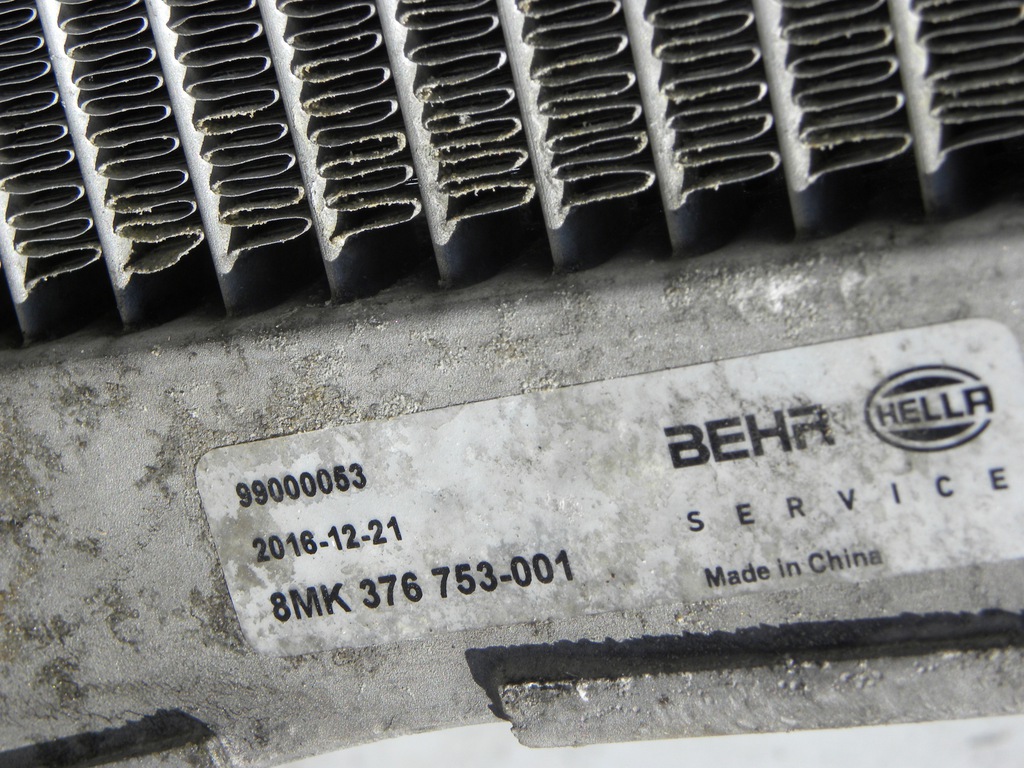 99000053
2016-12-21
8MK 376 753-001
BEHR HELLA
SERVICE
Made in China